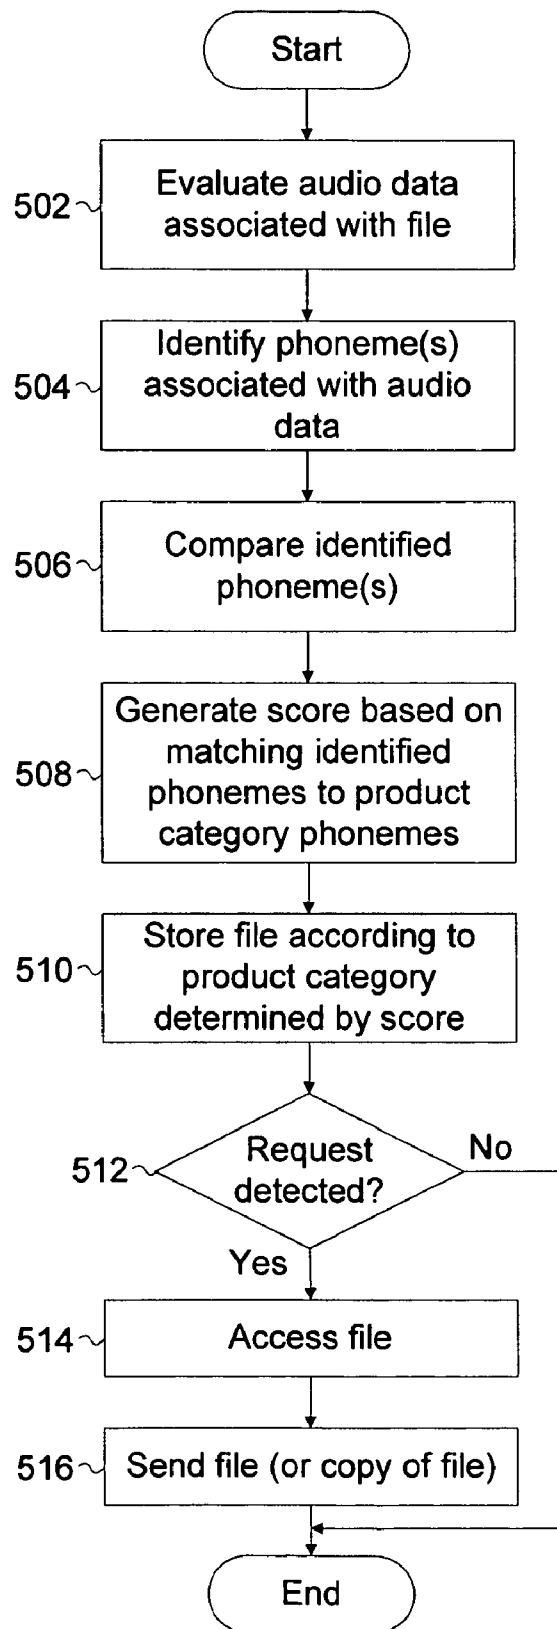 Start
502
Evaluate audio data
associated with file
504
Identify phoneme(s)
associated with audio
data
506
Compare identified
phoneme(s)
508
Generate score based on
matching identified
phonemes to product
category phonemes
510
Store file according to
product category
determined by score
512
Request
detected?
No
Yes
514
Access file
516
Send file (or copy of file)
End